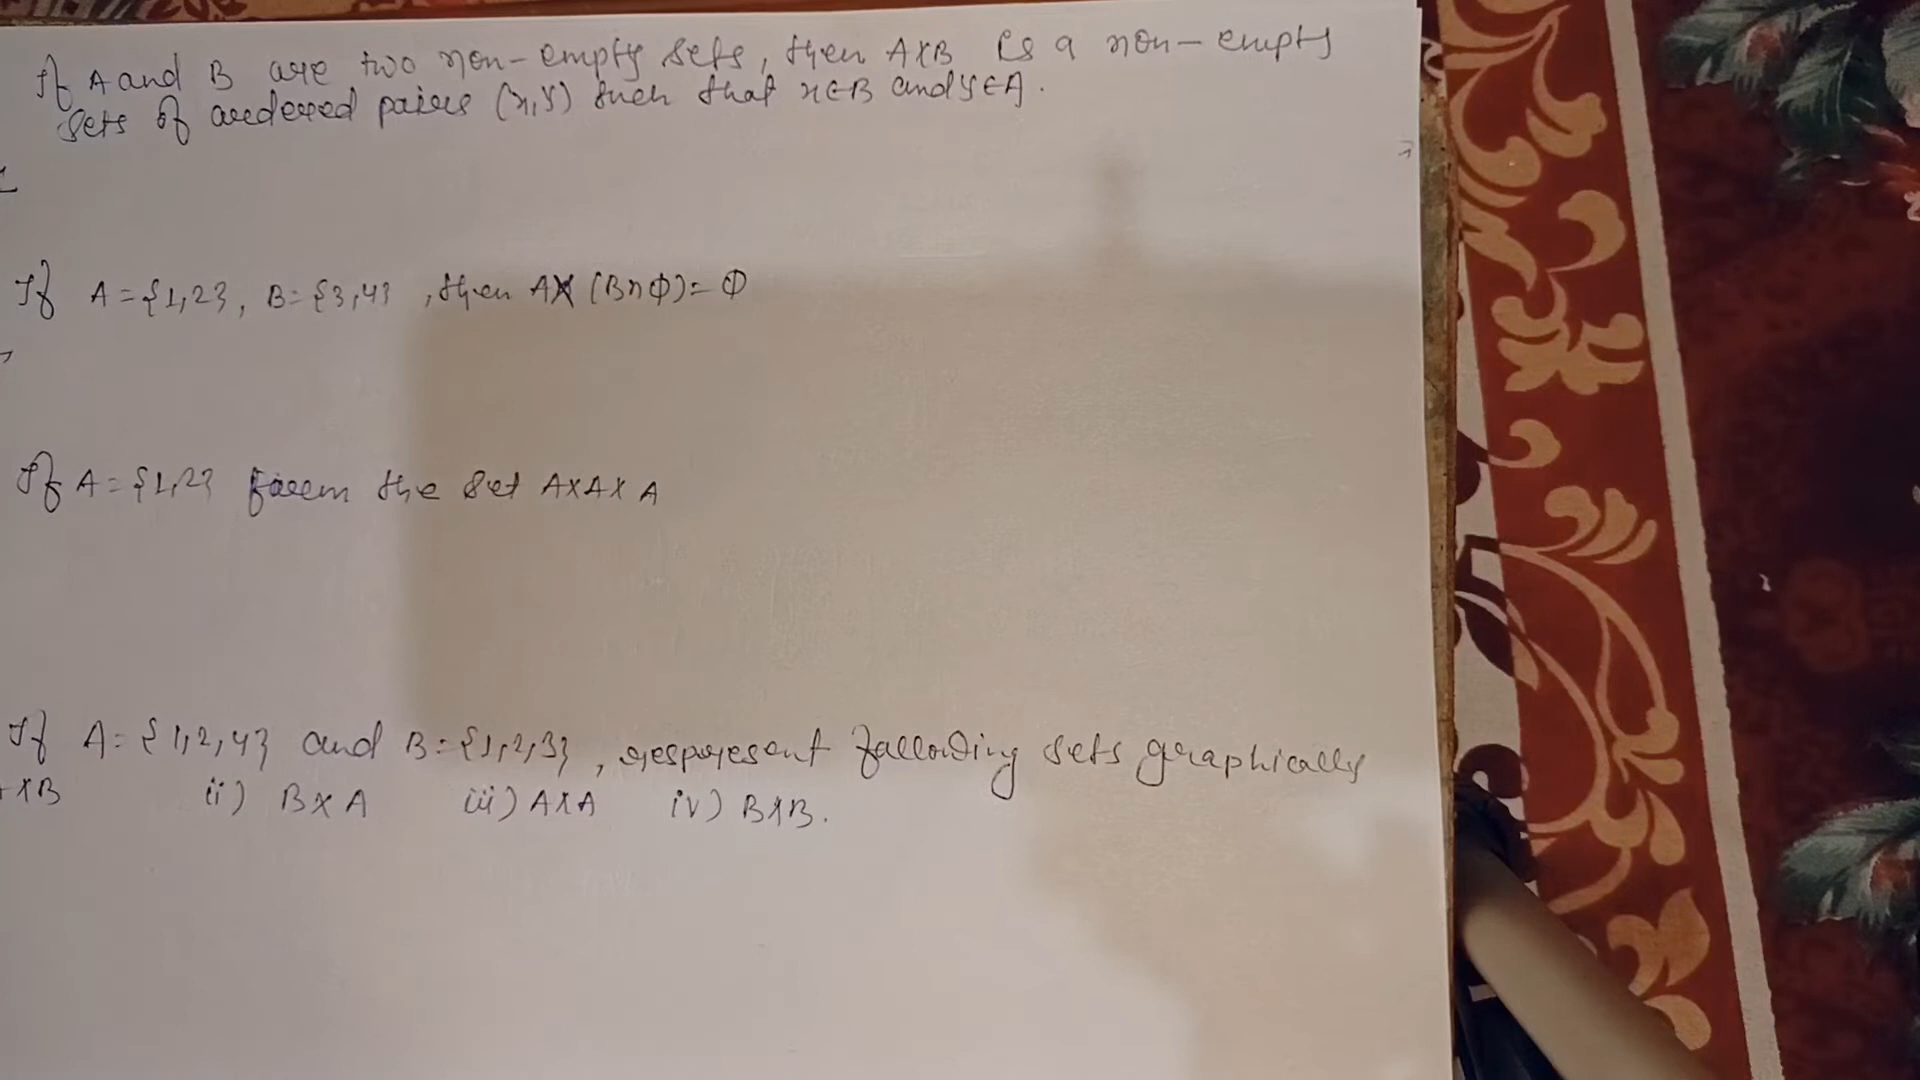 If A and B are two non-empty sets, then A×B is a non-empty
sets of ordered pairs (x,y) such that x∈B and y∈A.
If A={1,2}, B={3,4}, then A×(B∩Φ)=Φ
If A={1,2} form the set A×A×A
If A={1,2,4} and B={1,2,3}, respresent following sets graphically
×B ii) B×A iii) A×A iv) B×B.